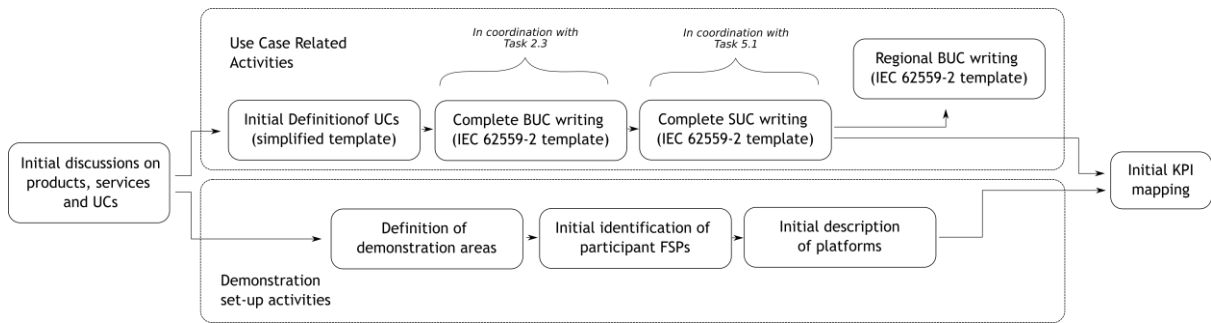 Use Case Related
Activities
In coordination with
Task 2.3
In coordination with
Task 5.1
Regional BUC writing
(IEC 62559-2 template)
Initial Definitionof UCs
(simplified template)
Complete BUC writing
(IEC 62559-2 template)
Complete SUC writing
(IEC 62559-2 template)
Initial discussions on
products, services
and UCs
Initial KPI
mapping
Definition of
demonstration areas
Initial identification of
participant FSPs
Initial description
of platforms
Demonstration
set-up activities